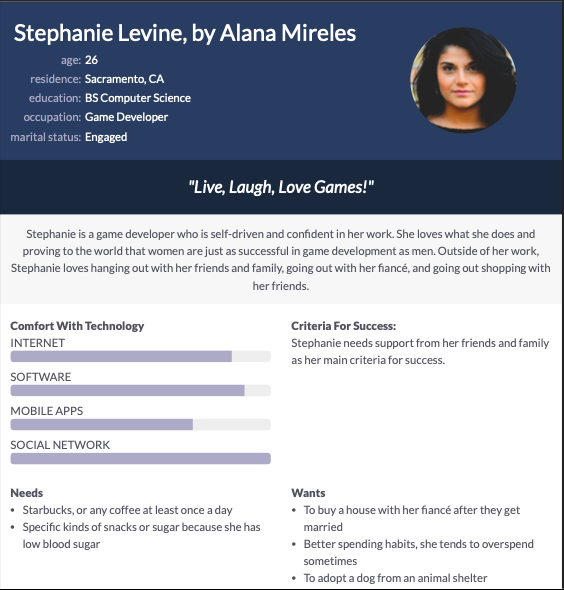 Stephanie Levine, by Alana Mireles
age: 26
residence: Sacramento, CA
education: BS Computer Science
occupation: Game Developer
marital status: Engaged
"Live, Laugh, Love Games!"
Stephanie is a game developer who is self-driven and confident in her work. She loves what she does and
proving to the world that women are just as successful in game development as men. Outside of her work,
Stephanie loves hanging out with her friends and family, going out with her fiancé, and going out shopping with
her friends.
Comfort With Technology
INTERNET
SOFTWARE
MOBILE APPS
SOCIAL NETWORK
Criteria For Success:
Stephanie needs support from her friends and family
as her main criteria for success.
Needs
• Starbucks, or any coffee at least once a day
• Specific kinds of snacks or sugar because she has
low blood sugar
Wants
• To buy a house with her fiancé after they get
married
• Better spending habits, she tends to overspend
sometimes
• To adopt a dog from an animal shelter